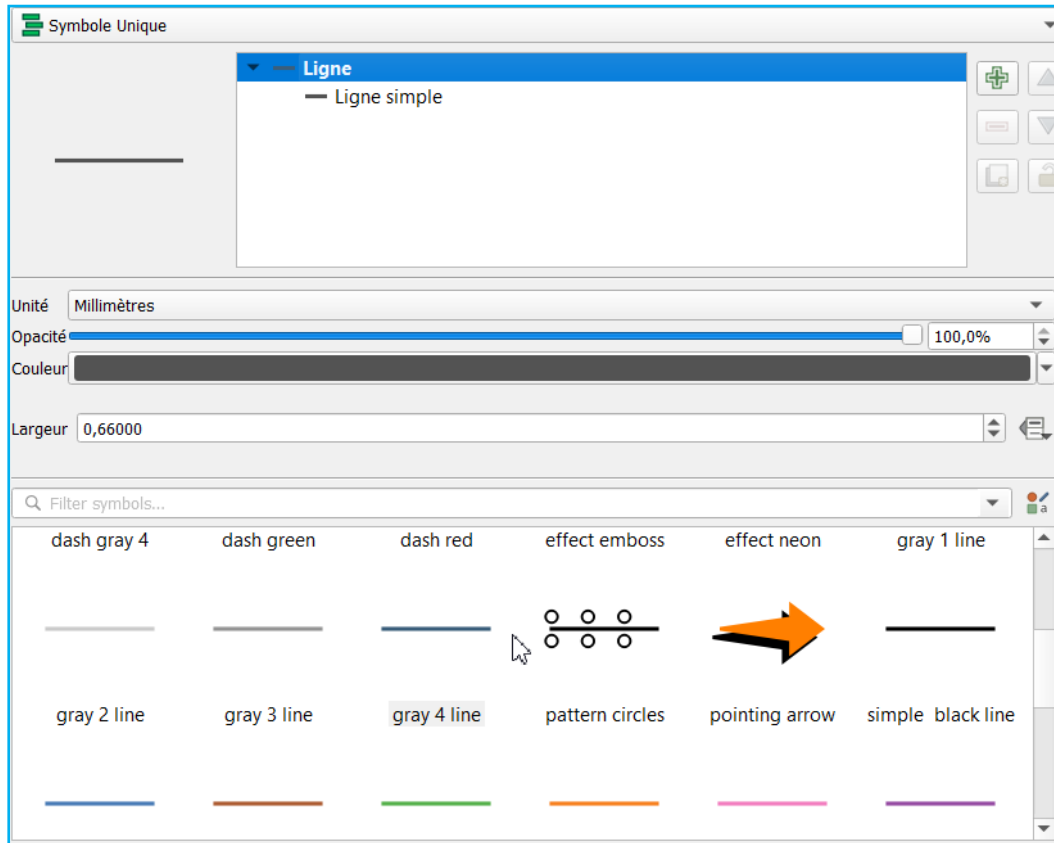 Symbole Unique
Ligne
Ligne simple
Unité Millimètres
Opacité 100,0%
Couleur
Largeur 0,66000
Filter symbols...
a
dash gray 4 dash green dash red effect emboss effect neon gray 1 line
gray 2 line gray 3 line gray 4 line pattern circles pointing arrow simple black line